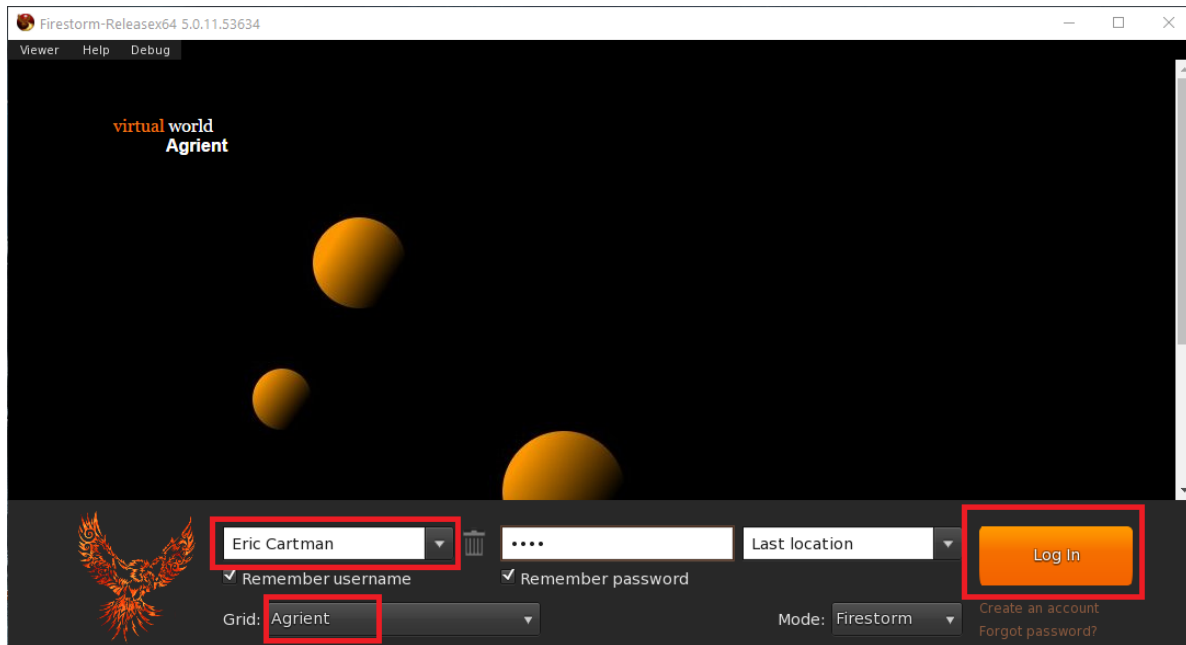 Firestorm-Releasex64 5.0.11.53634
Viewer Help Debug
virtual world
Agrient
Eric Cartman •••• Last location Log In
Remember username Remember password
Grid: Agrient Mode: Firestorm Create an account
Forgot password?